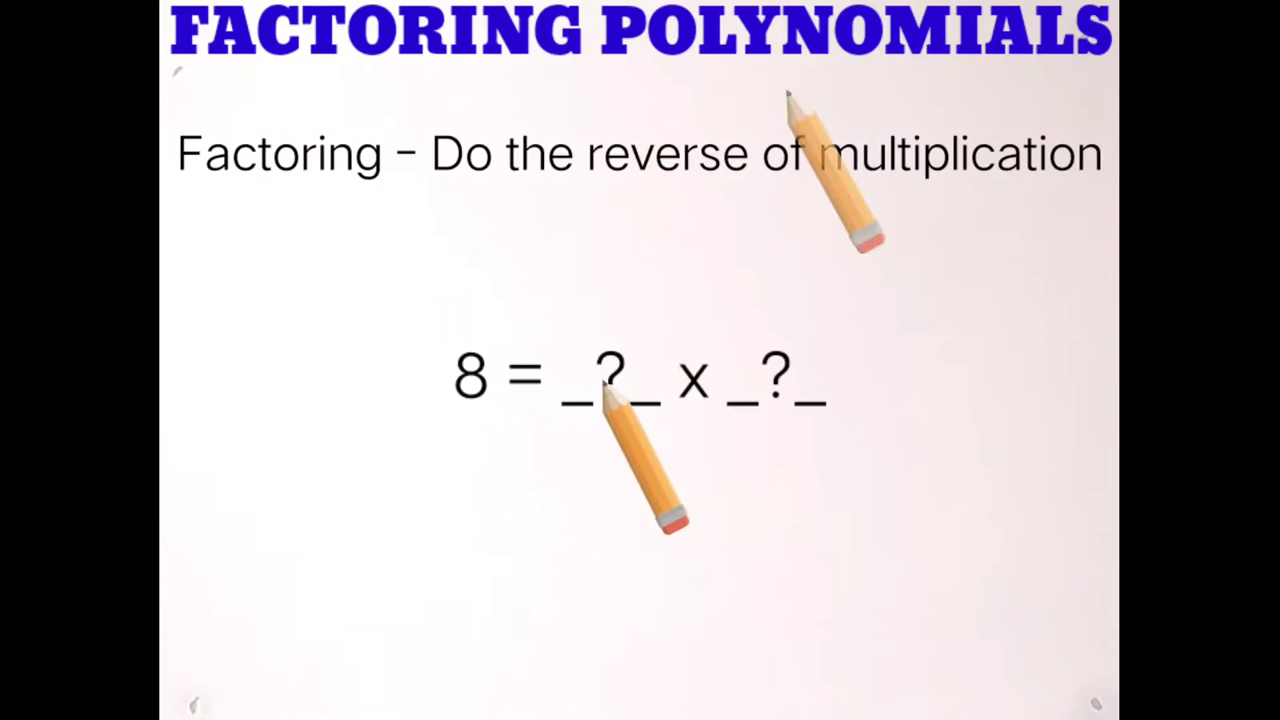 FACTORING POLYNOMIALS
Factoring - Do the reverse of multiplication
8 = _?_ x _?_